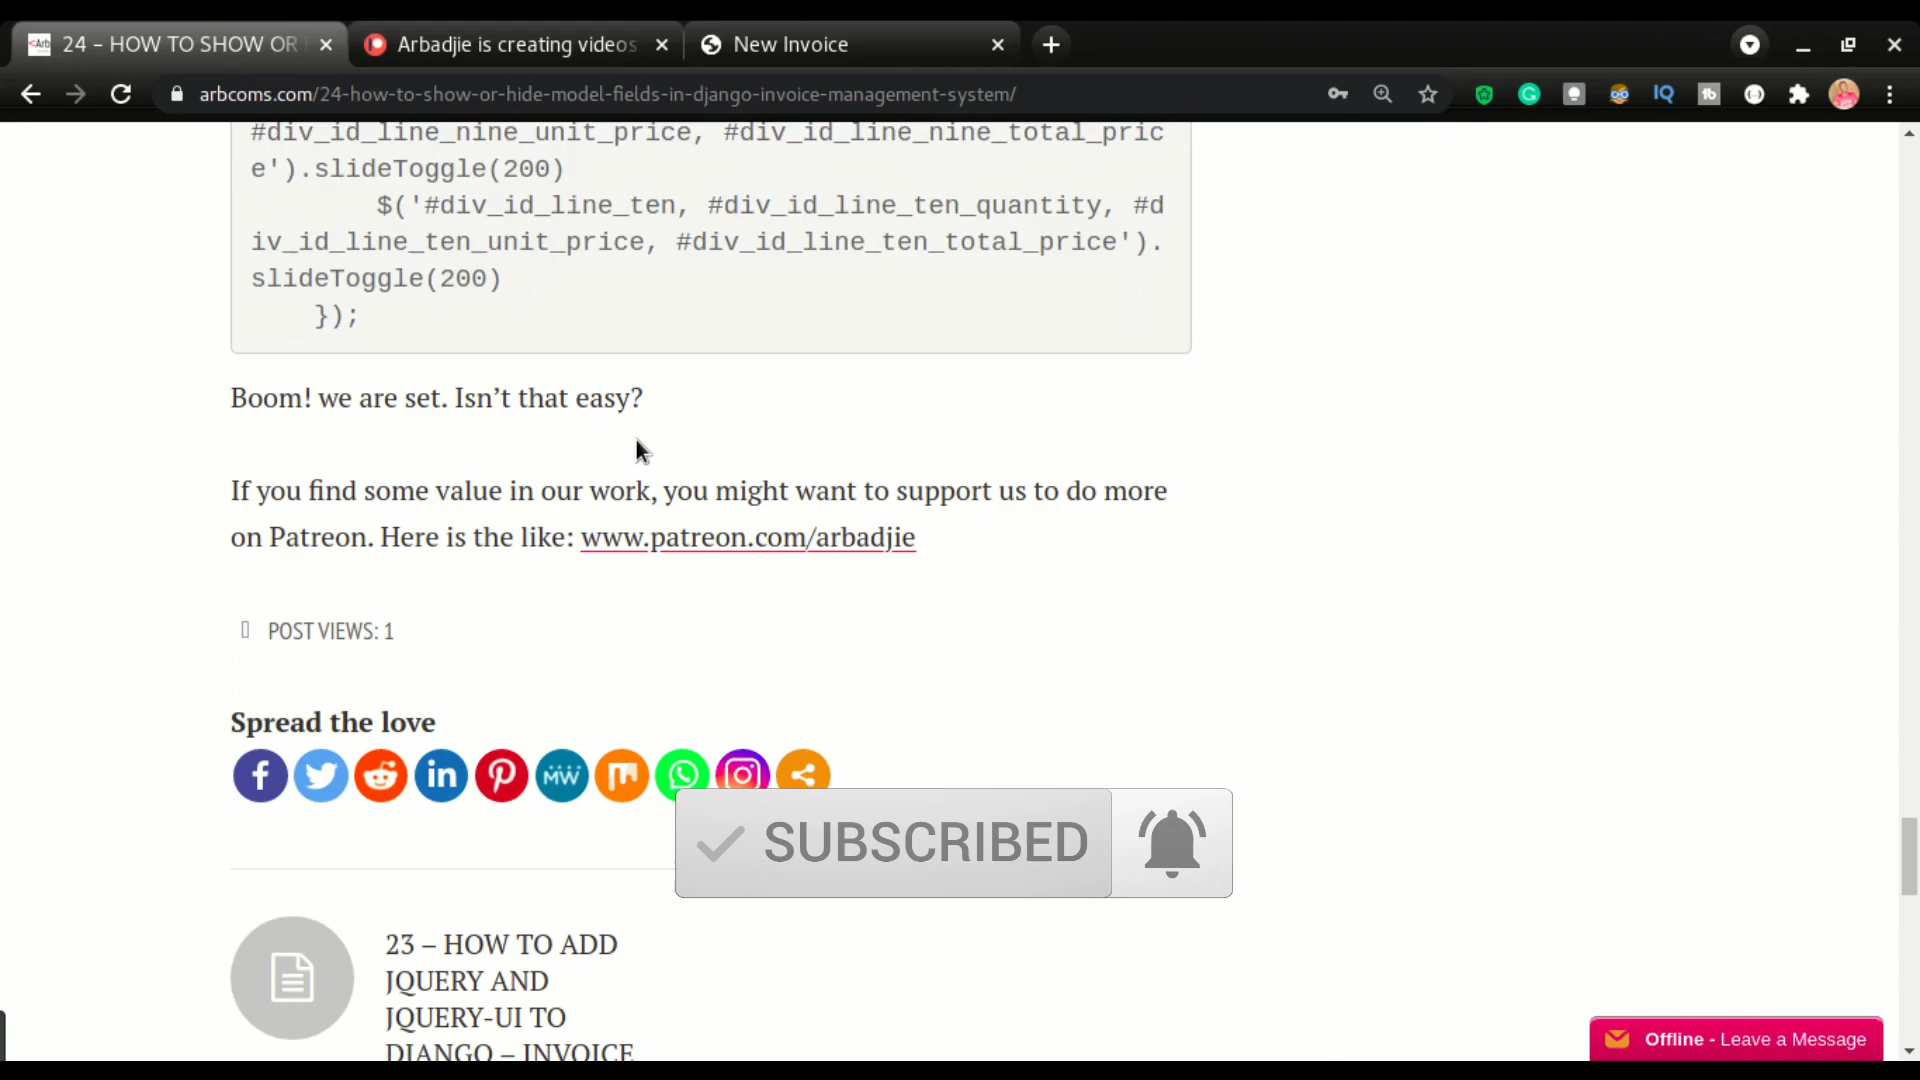 <Arb
24 – HOW TO SHOW OR
Arbadjie is creating videos
New Invoice
arbcoms.com/24-how-to-show-or-hide-model-fields-in-django-invoice-management-system/
IQ
tb
#div_id_line_nine_unit_price, #div_id_line_nine_total_pric
e').slideToggle(200)
$('#div_id_line_ten, #div_id_line_ten_quantity, #d
iv_id_line_ten_unit_price, #div_id_line_ten_total_price').
slideToggle(200)
});
Boom! we are set. Isn’t that easy?
If you find some value in our work, you might want to support us to do more
on Patreon. Here is the like: www.patreon.com/arbadjie
POST VIEWS: 1
Spread the love
MW
SUBSCRIBED
23 – HOW TO ADD
JQUERY AND
JQUERY-UI TO
DJANGO – INVOICE
Offline - Leave a Message